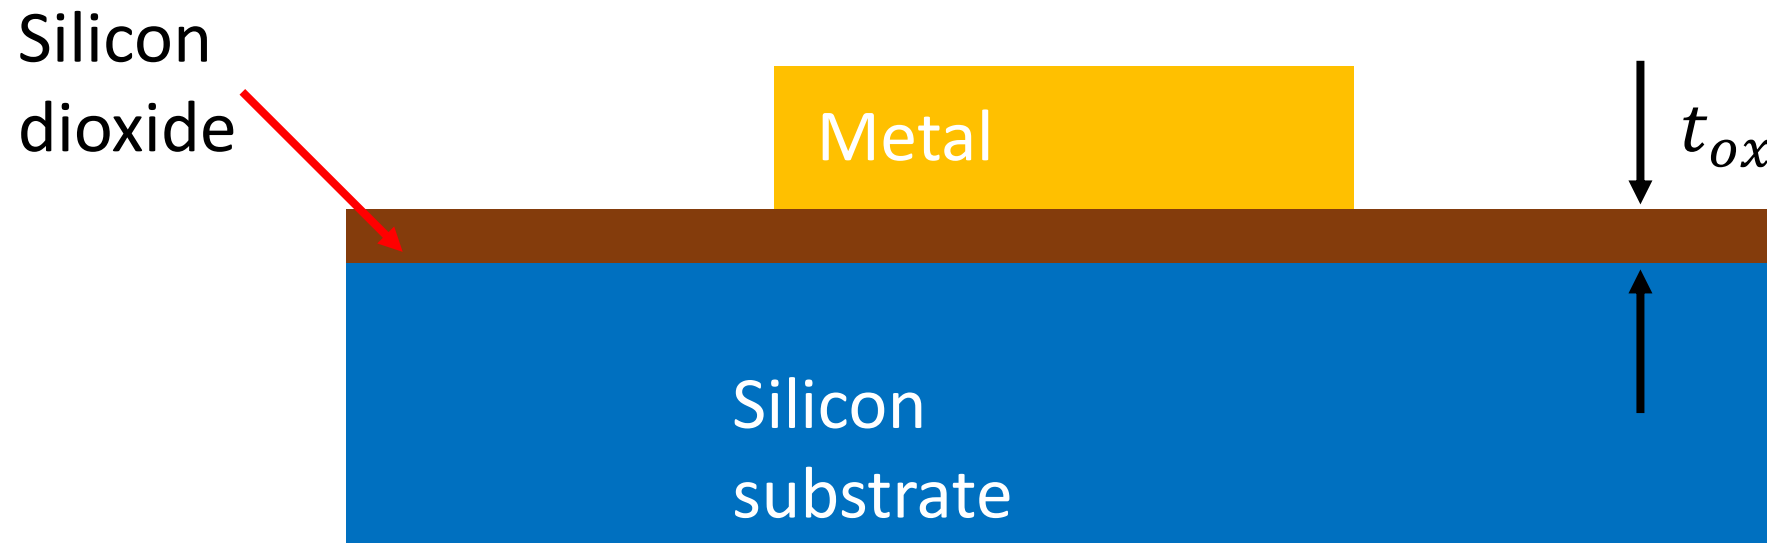 Silicon
dioxide
Metal
t_ox
Silicon
substrate